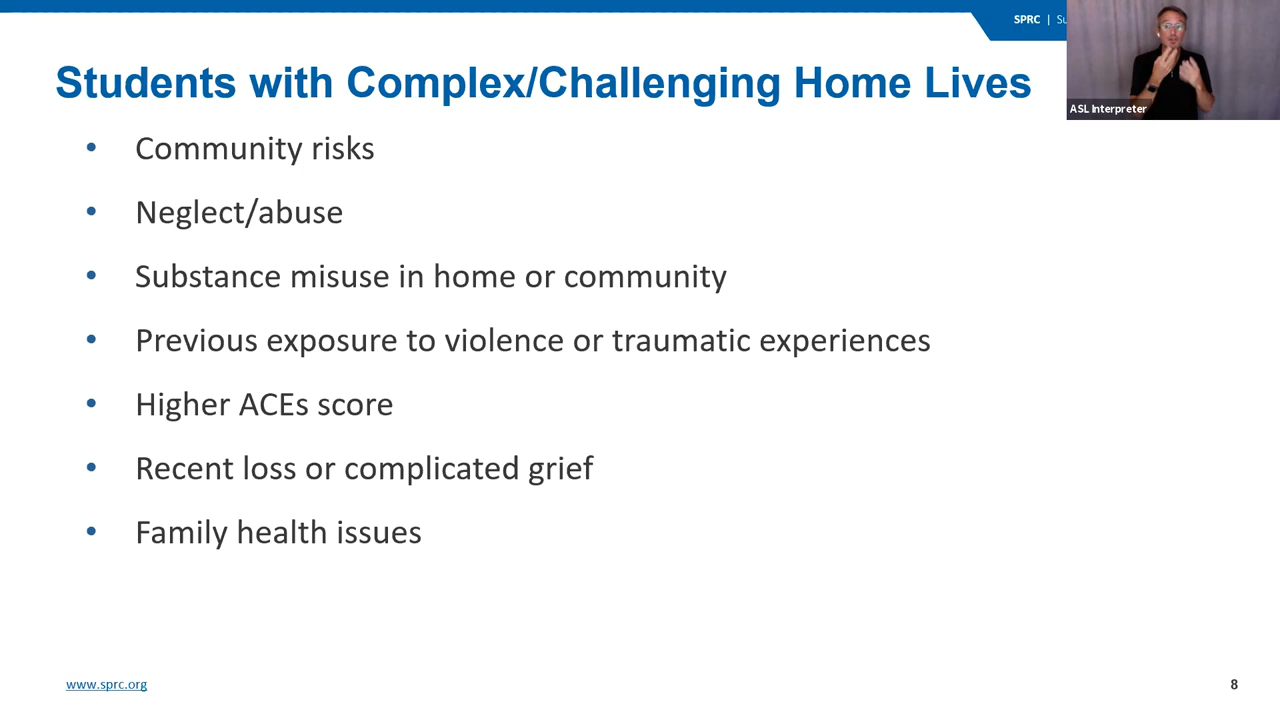 SPRC |
ASL Interpreter
Students with Complex/Challenging Home Lives
• Community risks
• Neglect/abuse
• Substance misuse in home or community
• Previous exposure to violence or traumatic experiences
• Higher ACEs score
• Recent loss or complicated grief
• Family health issues
www.sprc.org
8